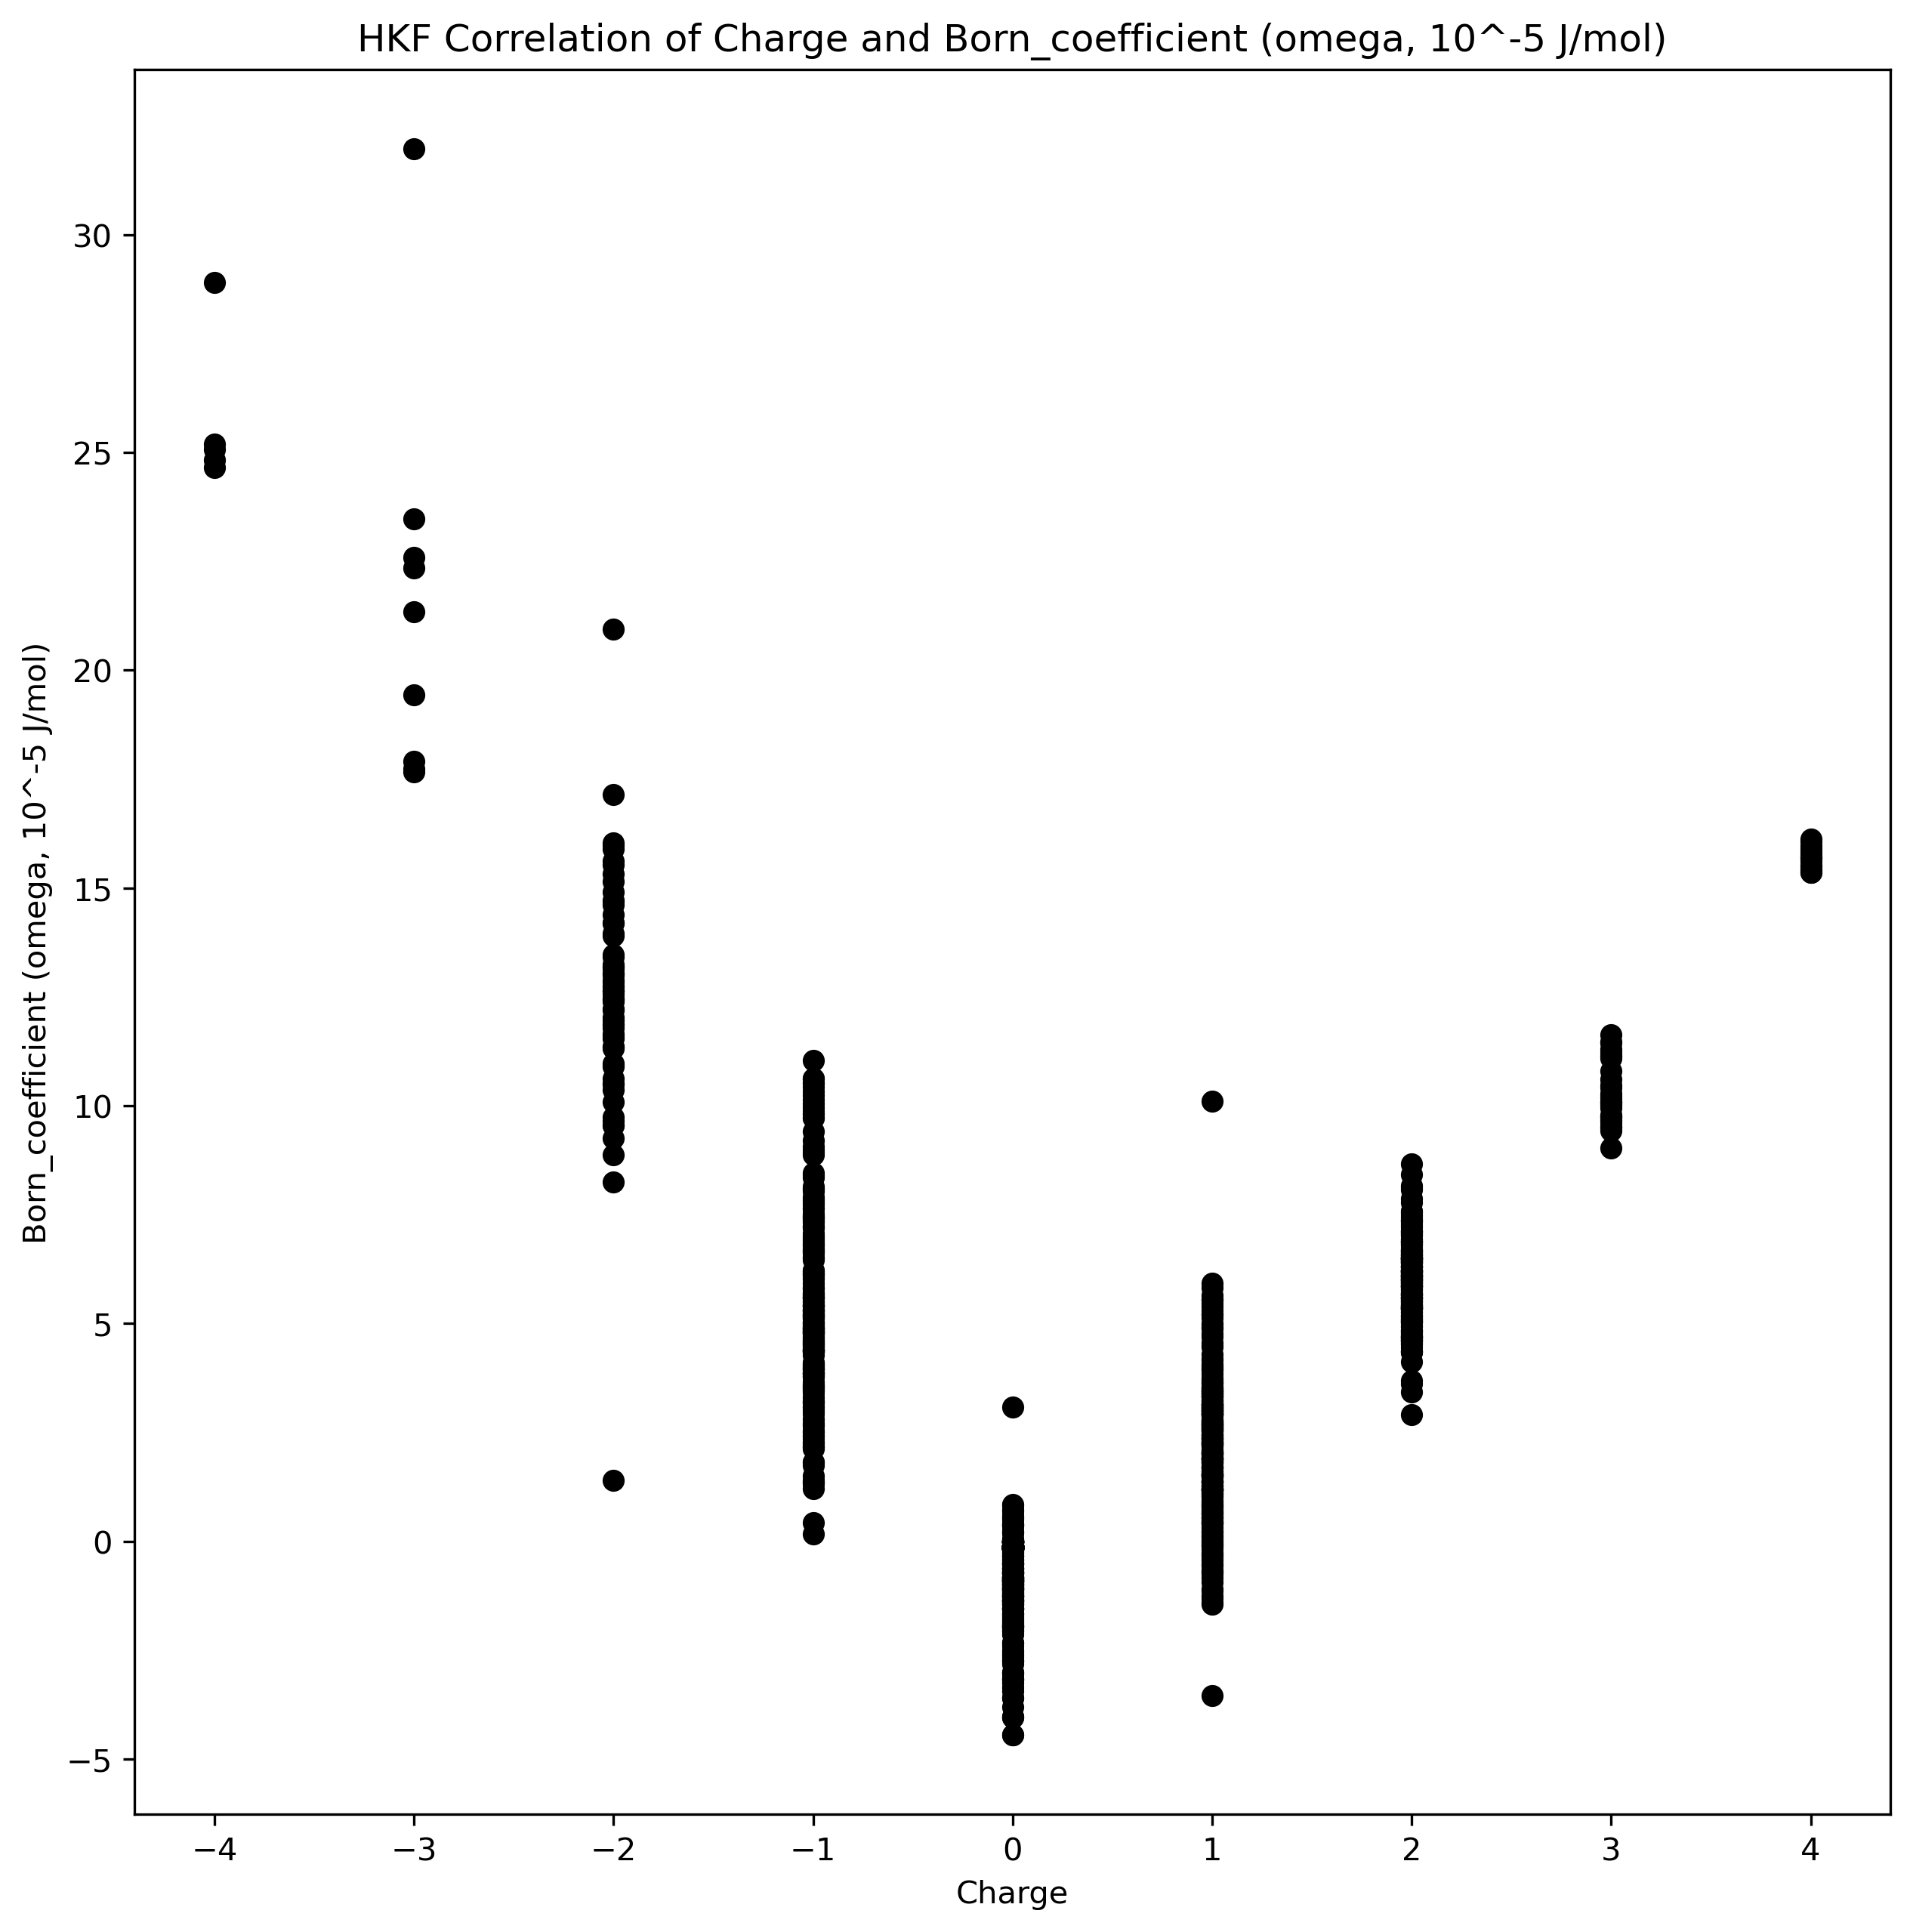 HKF Correlation of Charge and Born_coefficient (omega, 10^-5 J/mol)
Born_coefficient (omega, 10^-5 J/mol)
30
25
20
15
10
5
0
−5
−4 −3 −2 −1 0 1 2 3 4
Charge